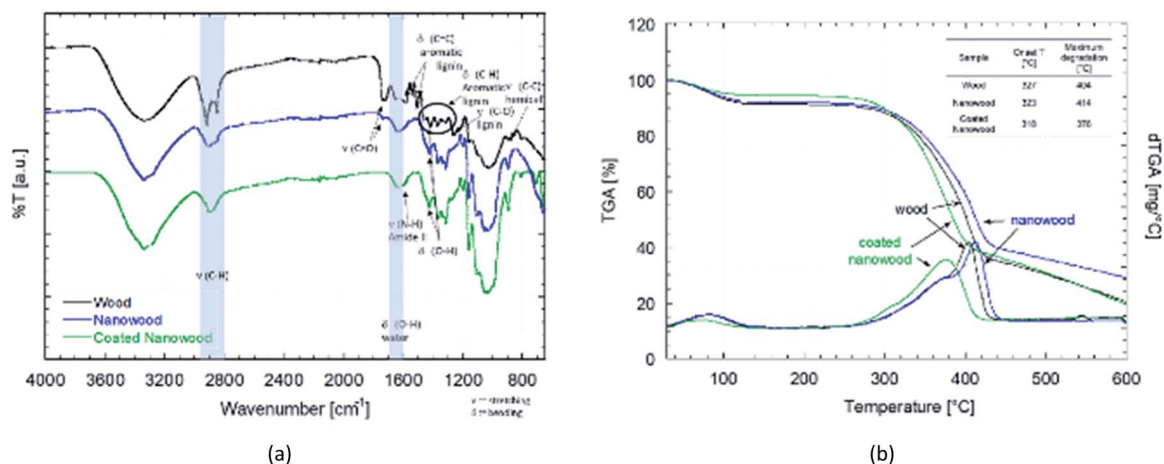 δ (C=C)
aromatic
lignin
δ (C-H)
Aromatic
lignin
ν (C-O)
lignin
ν (C=O)
ν (N-H)
Amide II
δ (O-H)
ν (C-H)
δ (O-H)
water
Wood
Nanowood
Coated Nanowood
%T [a.u.]
4000 3600 3200 2800 2400 2000 1600 1200 800
Wavenumber [cm⁻¹]
ν = stretching
δ = bending
(a)
120
100
80
60
40
20
0
TGA [%]
Sample Onset T [°C] Maximum degradation [°C]
Wood 327 404
Nanowood 323 414
Coated Nanowood 318 376
wood
nanowood
coated
nanowood
dTGA [mg/°C]
100 200 300 400 500 600
Temperature [°C]
(b)